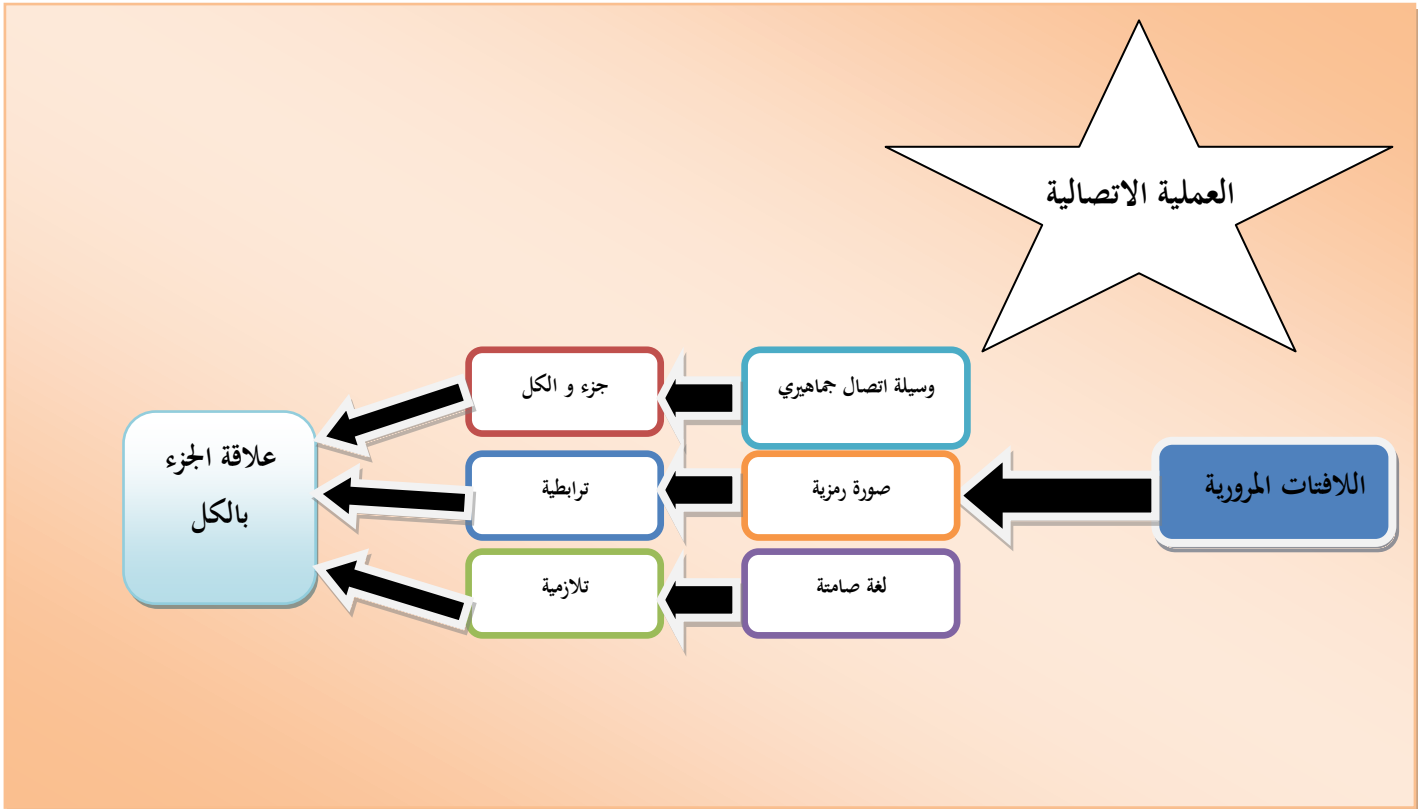 العملية الاتصالية
اللافتات المرورية
وسيلة اتصال جماهيري
صورة رمزية
لغة صامتة
جزء و الكل
ترابطية
تلازمية
علاقة الجزء
بالكل